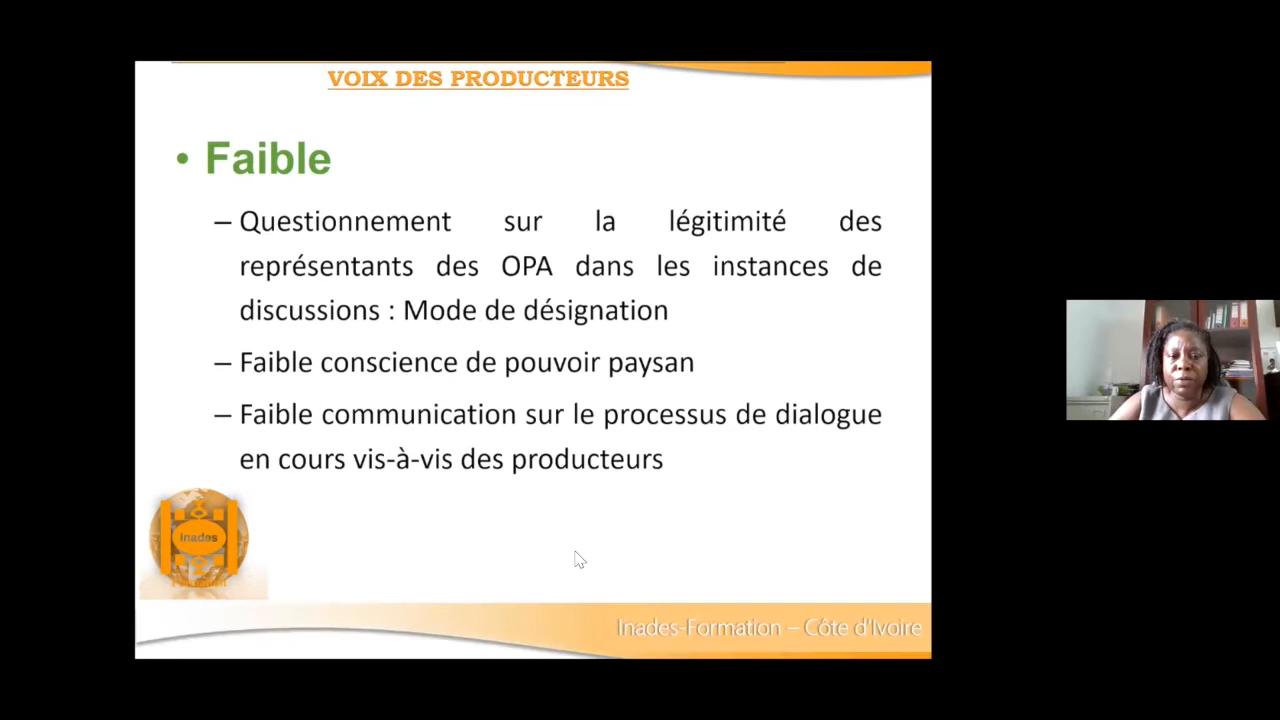 VOIX DES PRODUCTEURS
• Faible
– Questionnement sur la légitimité des
représentants des OPA dans les instances de
discussions : Mode de désignation
– Faible conscience de pouvoir paysan
– Faible communication sur le processus de dialogue
en cours vis-à-vis des producteurs
Inades
Inades-Formation – Côte d'Ivoire